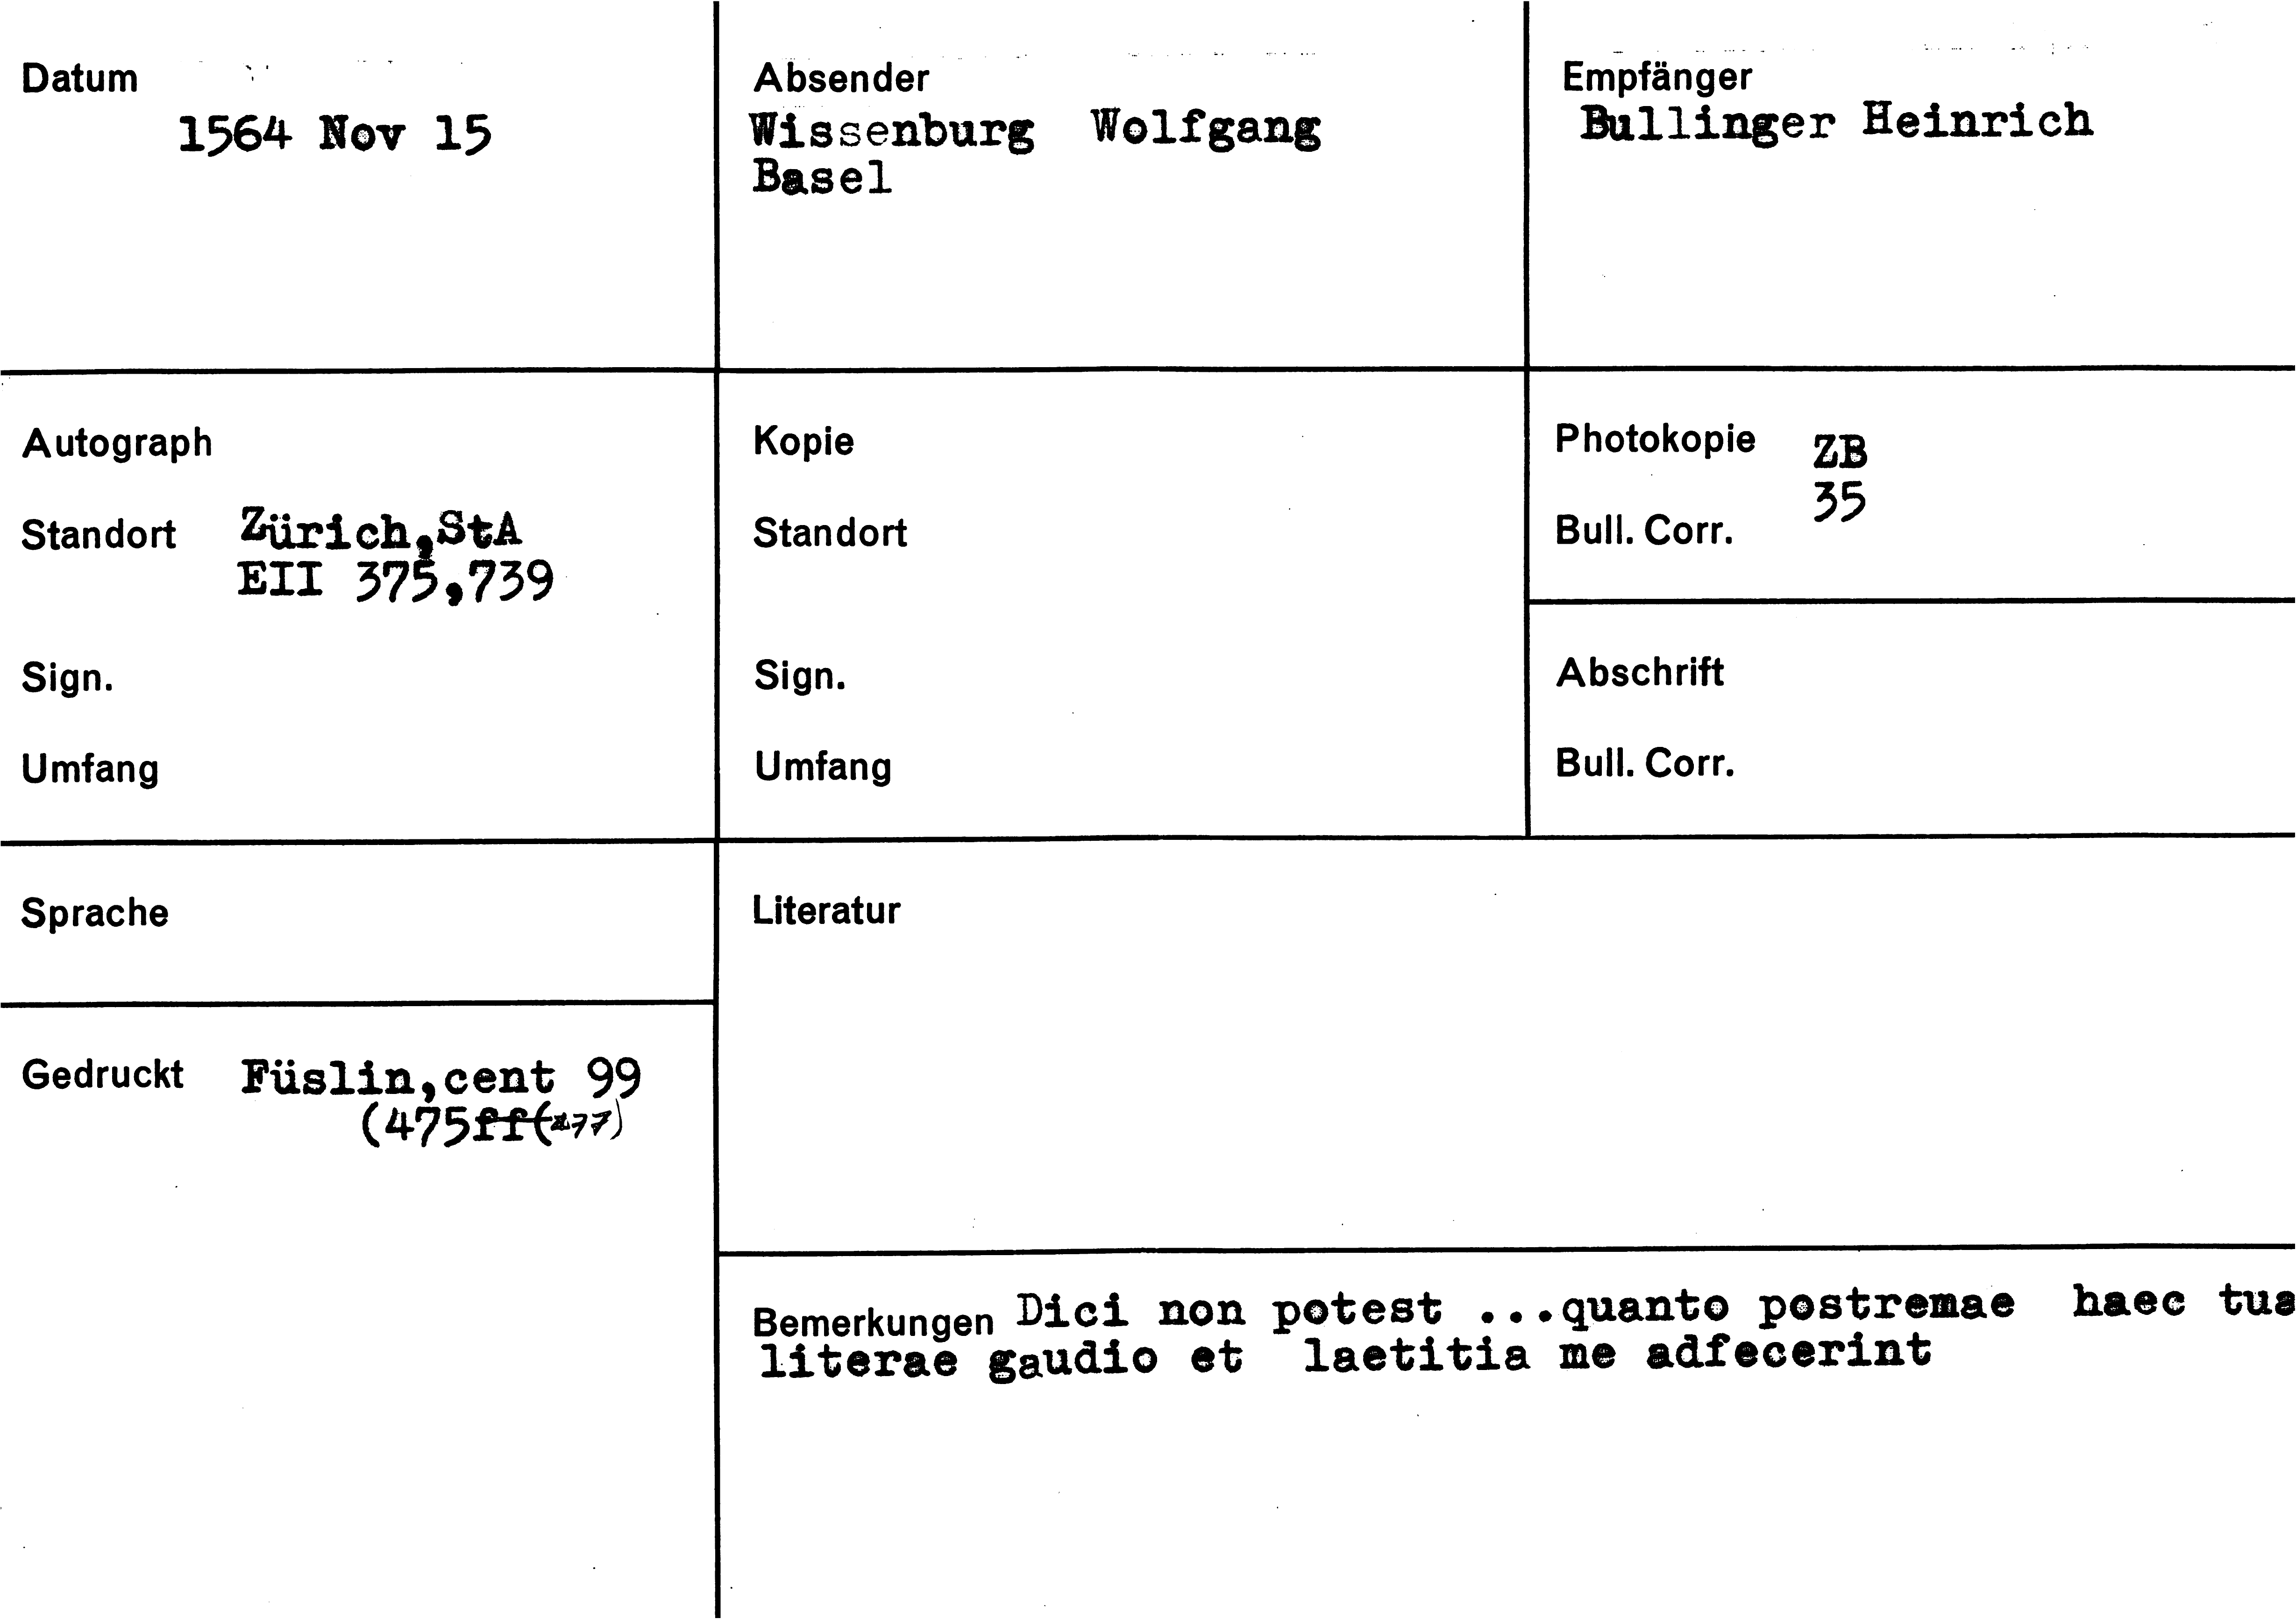 Datum
1564 Nov 15
Absender
Wissenburg Wolfgang
Basel
Empfänger
Bullinger Heinrich
Autograph
Standort Zürich,StA
EII 375,739
Sign.
Umfang
Kopie
Standort
Sign.
Umfang
Photokopie ZB
35
Bull. Corr.
Abschrift
Bull. Corr.
Sprache
Gedruckt Füslin,cent 99
(475ff(477)
Literatur
Bemerkungen Dici non potest ...quanto postremae haec tua
literae gaudio et laetitia me adfecerint